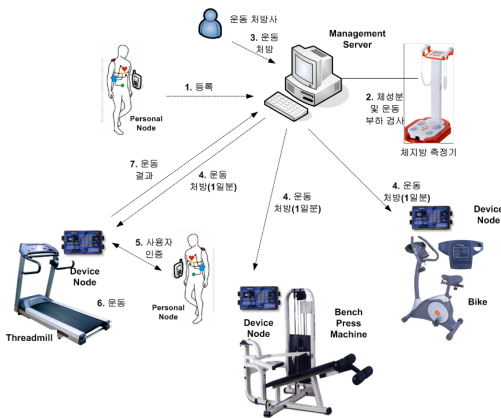 운동 처방사
Management
Server
3. 운동
처방
1. 등록
Personal
Node
2. 체성분
및 운동
부하 검사
체지방 측정기
7. 운동
결과
4. 운동
처방(1일분)
4. 운동
처방(1일분)
4. 운동
처방(1일분)
Device
Node
5. 사용자
인증
Device
Node
6. 운동
Personal
Node
Threadmill
Device
Node
Bench
Press
Machine
Bike